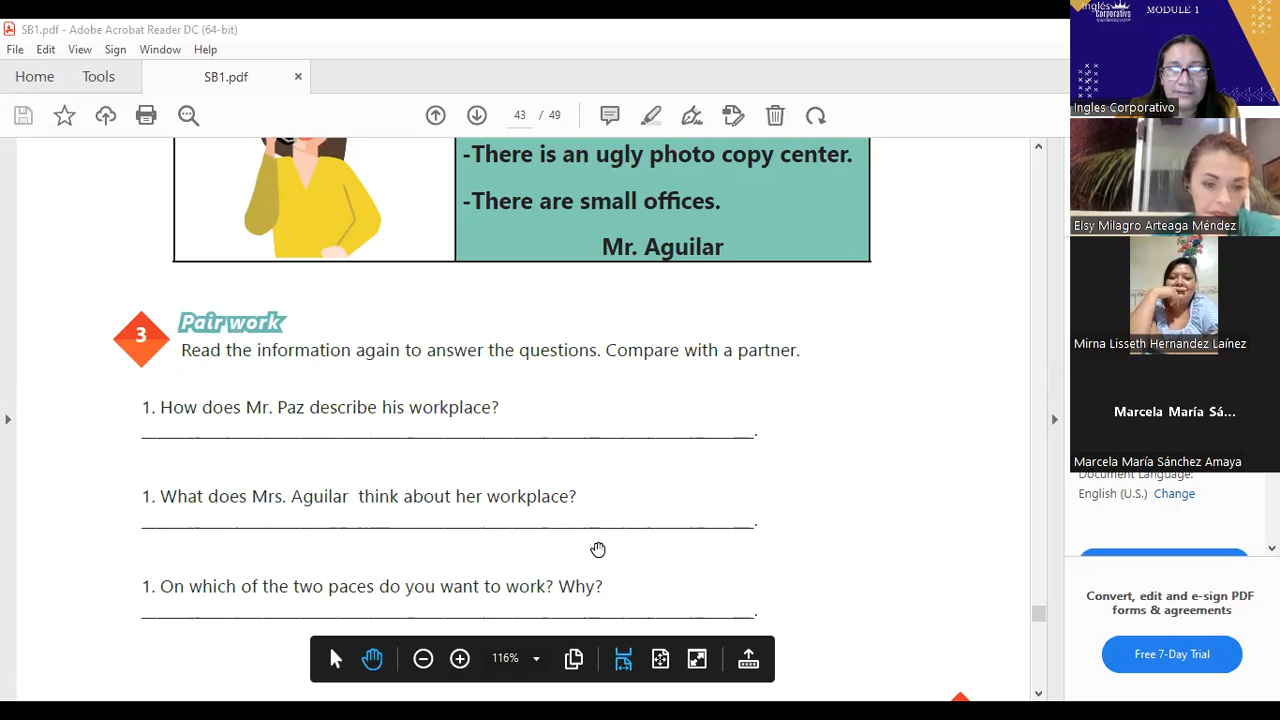 SB1.pdf - Adobe Acrobat Reader DC (64-bit)
File Edit View Sign Window Help
Home Tools SB1.pdf ×
43 / 49
-There is an ugly photo copy center.
-There are small offices.
Mr. Aguilar
3 Pair work
Read the information again to answer the questions. Compare with a partner.
1. How does Mr. Paz describe his workplace?
1. What does Mrs. Aguilar think about her workplace?
1. On which of the two paces do you want to work? Why?
116%
Inglés
Corporativo
MODULE 1
Ingles Corporativo
Elsy Milagro Arteaga Méndez
Mirna Lisseth Hernandez Laínez
Marcela María Sá...
Marcela María Sánchez Amaya
Document Language:
English (U.S.) Change
Convert, edit and e-sign PDF
forms & agreements
Free 7-Day Trial